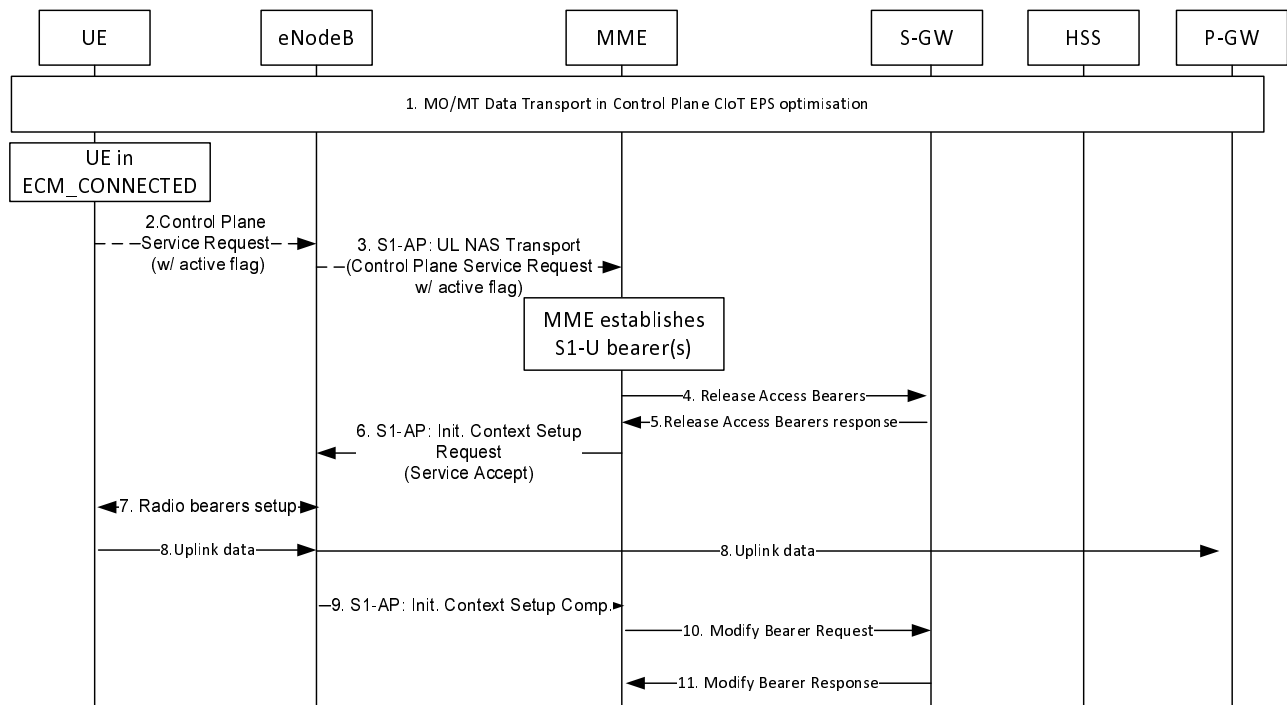 UE
eNodeB
MME
S-GW
HSS
P-GW
1. MO/MT Data Transport in Control Plane CIoT EPS optimisation
UE in
ECM_CONNECTED
2.Control Plane
Service Request
(w/ active flag)
3. S1-AP: UL NAS Transport
(Control Plane Service Request
w/ active flag)
MME establishes
S1-U bearer(s)
4. Release Access Bearers
5.Release Access Bearers response
6. S1-AP: Init. Context Setup
Request
(Service Accept)
7. Radio bearers setup
8.Uplink data
8.Uplink data
9. S1-AP: Init. Context Setup Comp.
10. Modify Bearer Request
11. Modify Bearer Response